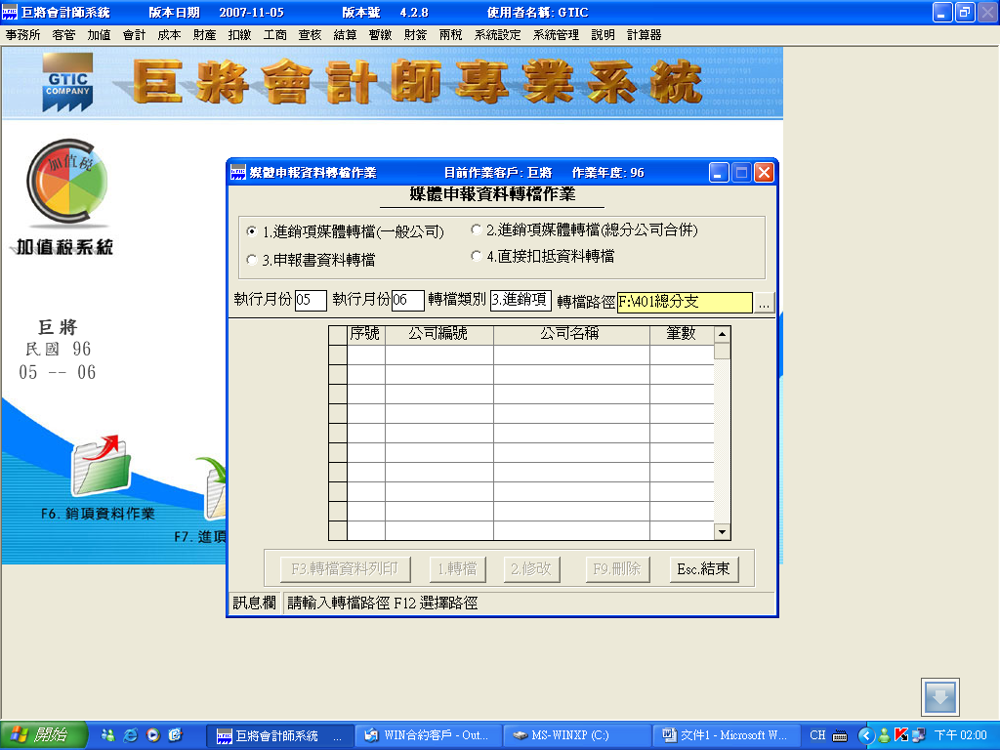 巨將會計師系統 版本日期 2007-11-05 版本號 4.2.8 使用者名稱: GTIC
事務所 客管 加值 會計 成本 財產 扣繳 工商 查核 結算 暫繳 財簽 兩稅 系統設定 系統管理 說明 計算器
GTIC
COMPANY
巨將會計師專業系統
加值稅
加值稅系統
巨將
民國 96
05 -- 06
F6. 銷項資料作業
F7. 進項
媒體申報資料轉檔作業 目前作業客戶: 巨將 作業年度: 96
媒體申報資料轉檔作業
1.進銷項媒體轉檔(一般公司) 2.進銷項媒體轉檔(總分公司合併)
3.申報書資料轉檔 4.直接扣抵資料轉檔
執行月份 05 執行月份 06 轉檔類別 3.進銷項 轉檔路徑 F:\401總分支 ...
序號 公司編號 公司名稱 筆數
F3.轉檔資料列印 1.轉檔 2.修改 F9.刪除 Esc.結束
訊息欄 請輸入轉檔路徑 F12 選擇路徑
開始 巨將會計師系統 ... WIN合約客戶 - Out... MS-WINXP (C:) 文件1 - Microsoft W... CH 下午 02:00